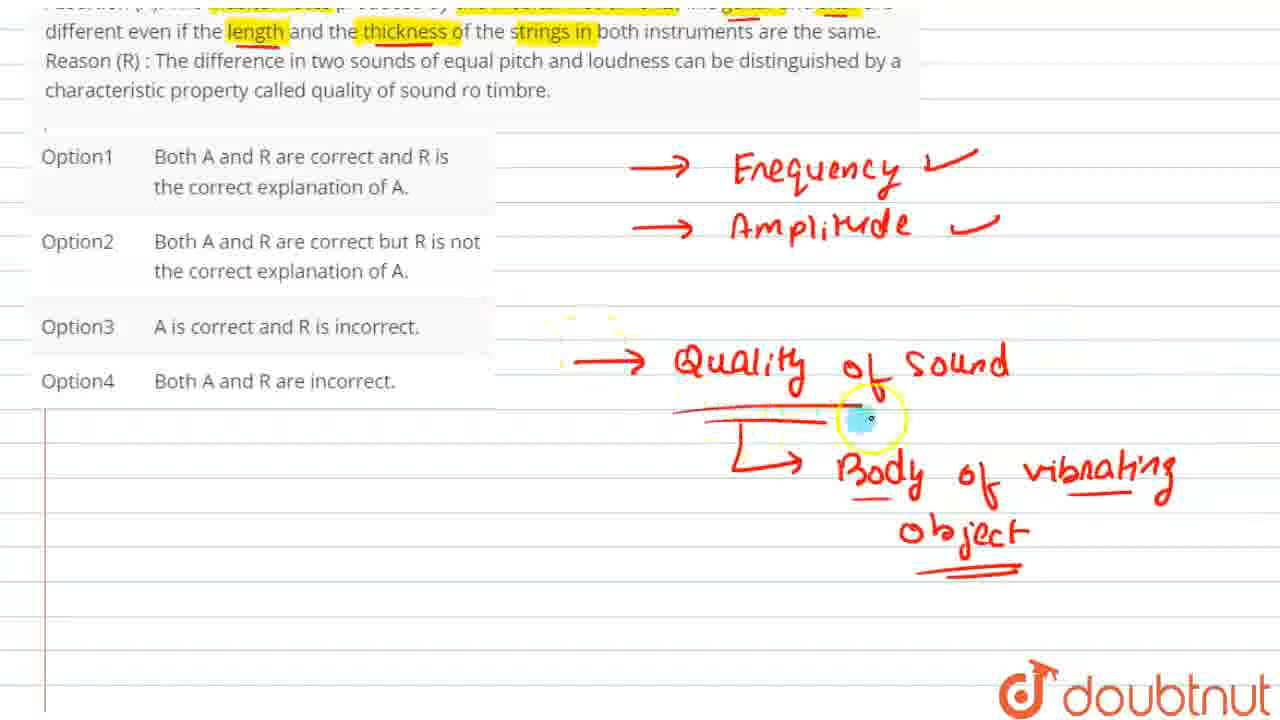 different even if the length and the thickness of the strings in both instruments are the same.
Reason (R) : The difference in two sounds of equal pitch and loudness can be distinguished by a
characteristic property called quality of sound ro timbre.
Option1 Both A and R are correct and R is
the correct explanation of A.
Option2 Both A and R are correct but R is not
the correct explanation of A.
Option3 A is correct and R is incorrect.
Option4 Both A and R are incorrect.
→ Frequency ✓
→ Amplitude ✓
→ Quality of sound
→ Body of vibrating
object
doubtnut